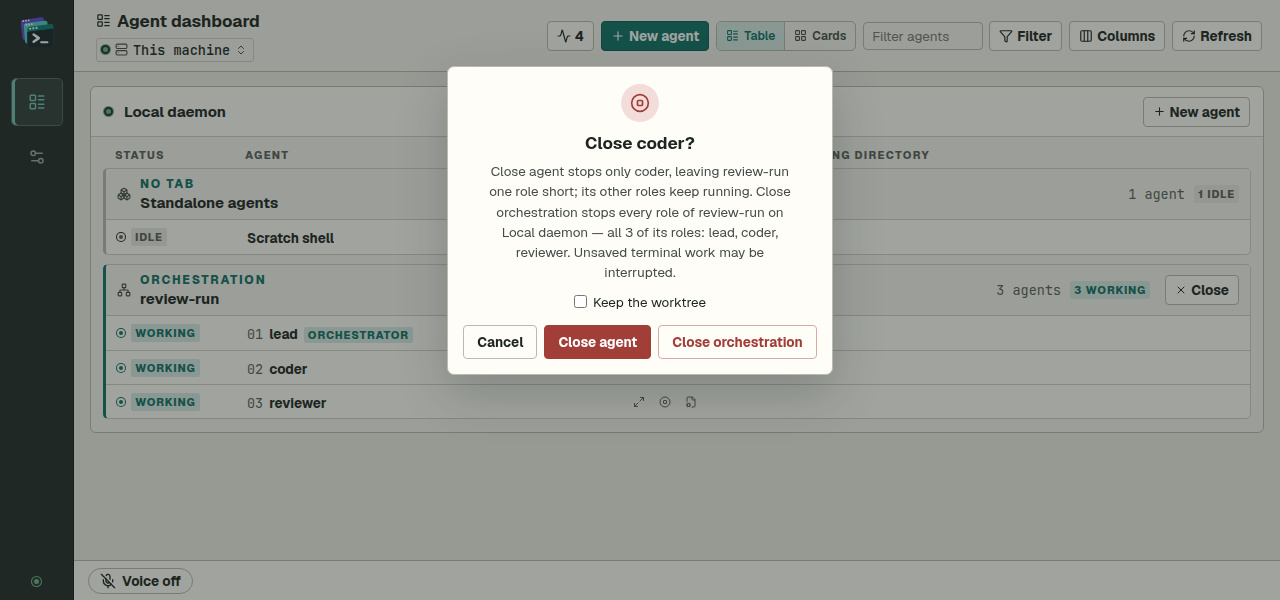 Agent dashboard
This machine
4
New agent
Table
Cards
Filter agents
Filter
Columns
Refresh
Local daemon
New agent
STATUS
AGENT
NG DIRECTORY
NO TAB
Standalone agents
1 agent
1 IDLE
IDLE
Scratch shell
ORCHESTRATION
review-run
3 agents
3 WORKING
Close
WORKING
01 lead
ORCHESTRATOR
WORKING
02 coder
WORKING
03 reviewer
Close coder?
Close agent stops only coder, leaving review-run
one role short; its other roles keep running. Close
orchestration stops every role of review-run on
Local daemon — all 3 of its roles: lead, coder,
reviewer. Unsaved terminal work may be
interrupted.
Keep the worktree
Cancel
Close agent
Close orchestration
Voice off